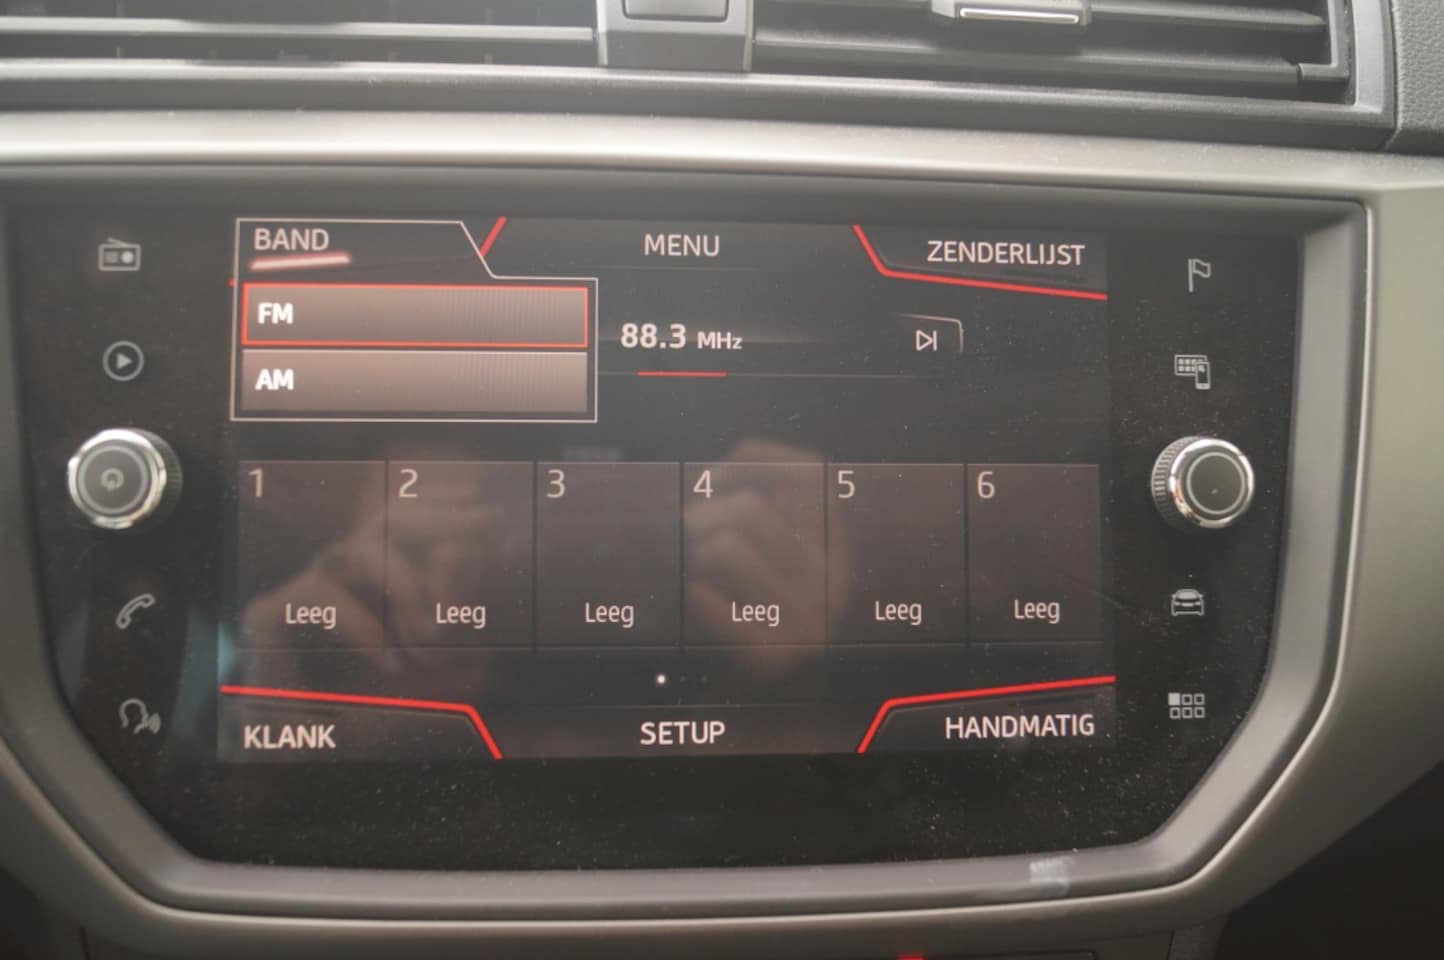 BAND
MENU
ZENDERLIJST
FM
88.3 MHz
AM
1
2
3
4
5
6
Leeg
Leeg
Leeg
Leeg
Leeg
Leeg
KLANK
SETUP
HANDMATIG